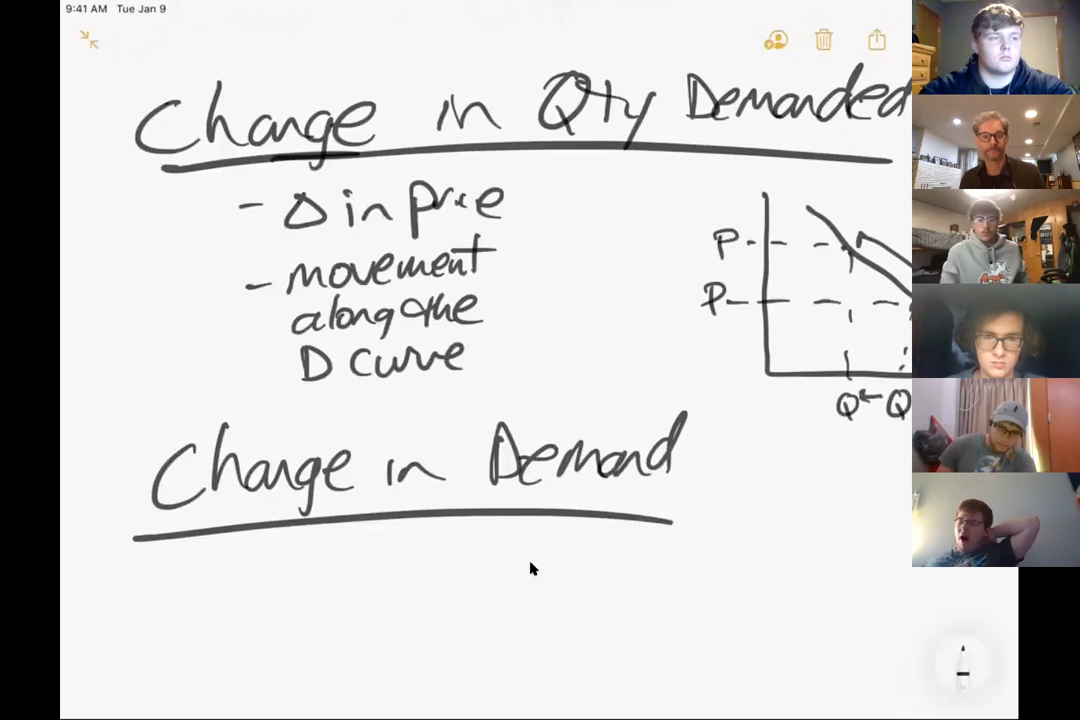 9:41 AM Tue Jan 9
Change in Qty Demanded
- Δ in price
- movement
along the
D curve
P
P
Q ← Q
Change in Demand